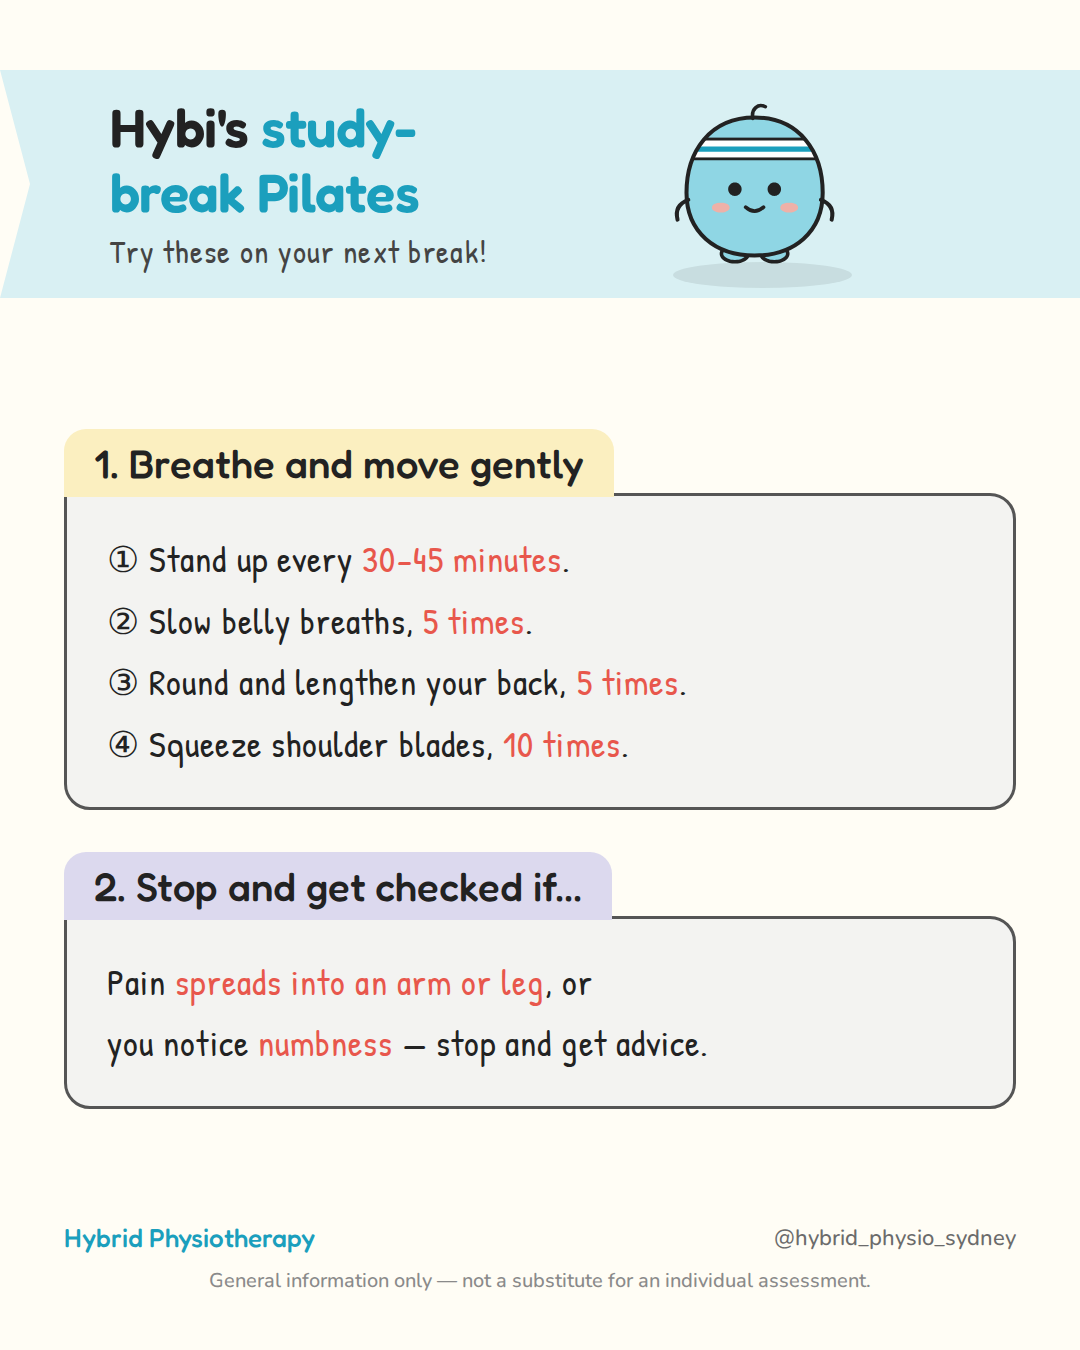 Hybi's study-
break Pilates
Try these on your next break!
1. Breathe and move gently
① Stand up every 30–45 minutes.
② Slow belly breaths, 5 times.
③ Round and lengthen your back, 5 times.
④ Squeeze shoulder blades, 10 times.
2. Stop and get checked if...
Pain spreads into an arm or leg, or
you notice numbness — stop and get advice.
Hybrid Physiotherapy
@hybrid_physio_sydney
General information only — not a substitute for an individual assessment.